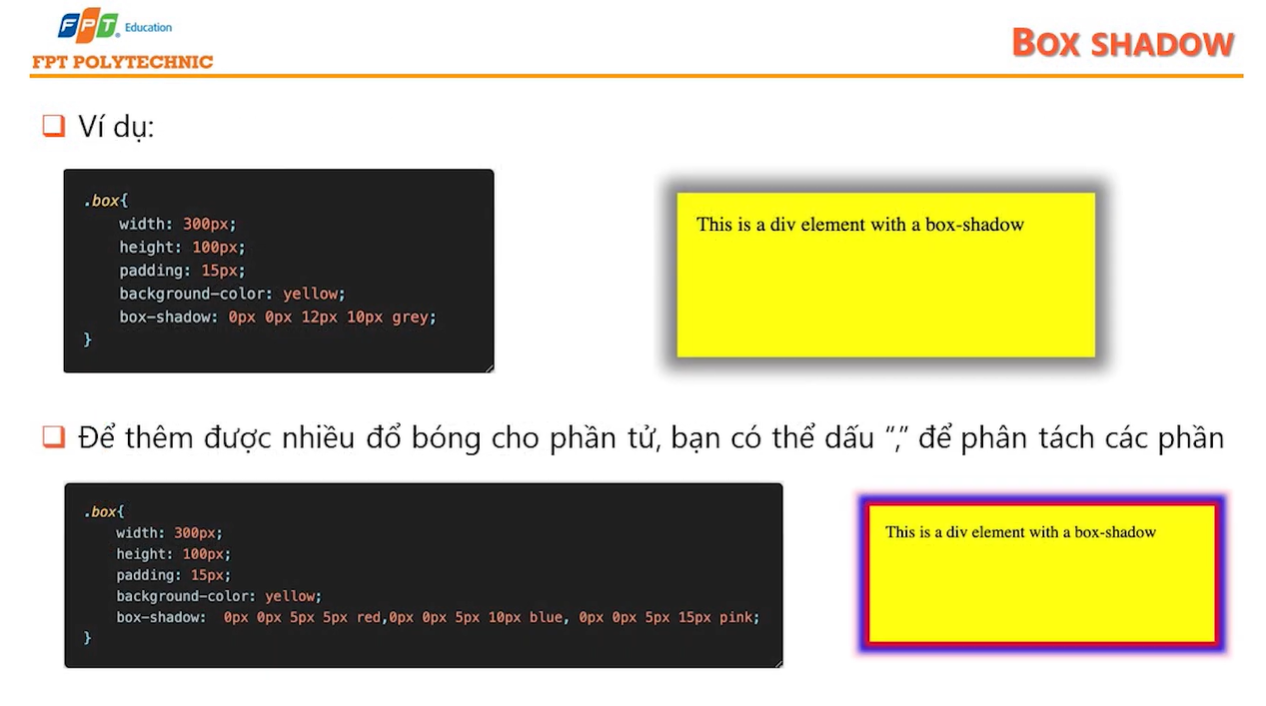 FPT Education
FPT POLYTECHNIC
BOX SHADOW
Ví dụ:
.box{
width: 300px;
height: 100px;
padding: 15px;
background-color: yellow;
box-shadow: 0px 0px 12px 10px grey;
}
This is a div element with a box-shadow
Để thêm được nhiều đổ bóng cho phần tử, bạn có thể dấu “,” để phân tách các phần
.box{
width: 300px;
height: 100px;
padding: 15px;
background-color: yellow;
box-shadow:  0px 0px 5px 5px red,0px 0px 5px 10px blue, 0px 0px 5px 15px pink;
}
This is a div element with a box-shadow